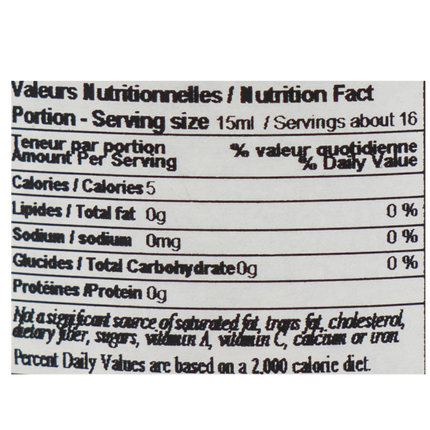 Valeurs Nutritionnelles / Nutrition Fact
Portion - Serving size 15ml / Servings about 16
Teneur par portion % valeur quotidienne
Amount Per Serving % Daily Value
Calories / Calories 5
Lipides / Total fat 0g 0 %
Sodium / sodium 0mg 0 %
Glucides / Total Carbohydrate 0g 0 %
Protéines /Protein 0g
Not a significant source of saturated fat, trans fat, cholesterol,
dietary fiber, sugars, vitamin A, vitamin C, calcium or iron
Percent Daily Values are based on a 2,000 calorie diet.